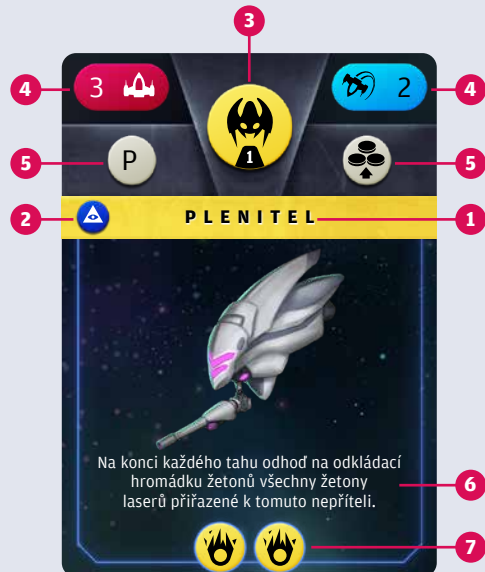 3
4
3
2
4
1
5
P
5
2
PLENITEL
1
Na konci každého tahu odhoď na odkládací
hromádku žetonů všechny žetony
laserů přiřazené k tomuto nepříteli.
6
7